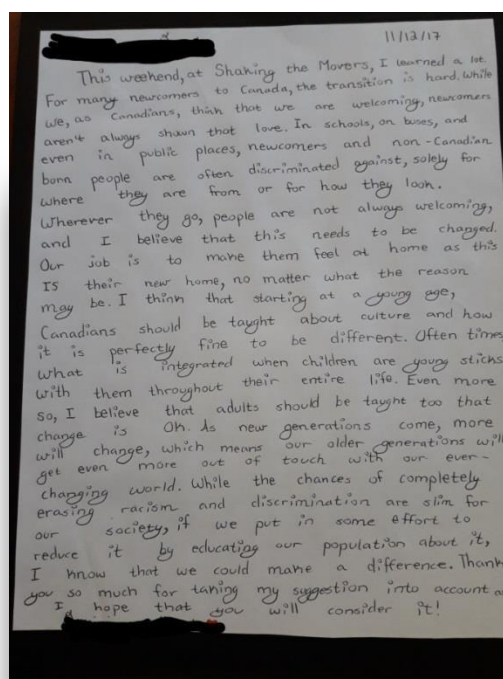 11/12/17
This weekend, at Shaking the Movers, I learned a lot.
For many newcomers to Canada, the transition is hard. While
we, as Canadians, think that we are welcoming, newcomers
aren't always shown that love. In schools, on buses, and
even in public places, newcomers and non-Canadian
born people are often discriminated against, solely for
where they are from or for how they look.
Wherever they go, people are not always welcoming,
and I believe that this needs to be changed.
Our job is to make them feel at home as this
IS their new home, no matter what the reason
may be. I think that starting at a young age,
Canadians should be taught about culture and how
it is perfectly fine to be different. Often times
what is integrated when children are young sticks
with them throughout their entire life. Even more
so, I believe that adults should be taught too that
change is Oh. As new generations come, more
will change, which means our older generations will
get even more out of touch with our ever-
changing world. While the chances of completely
erasing racism and discrimination are slim for
our society, if we put in some effort to
reduce it by educating our population about it,
I know that we could make a difference. Thank
you so much for taking my suggestion into account
I hope that you will consider it!